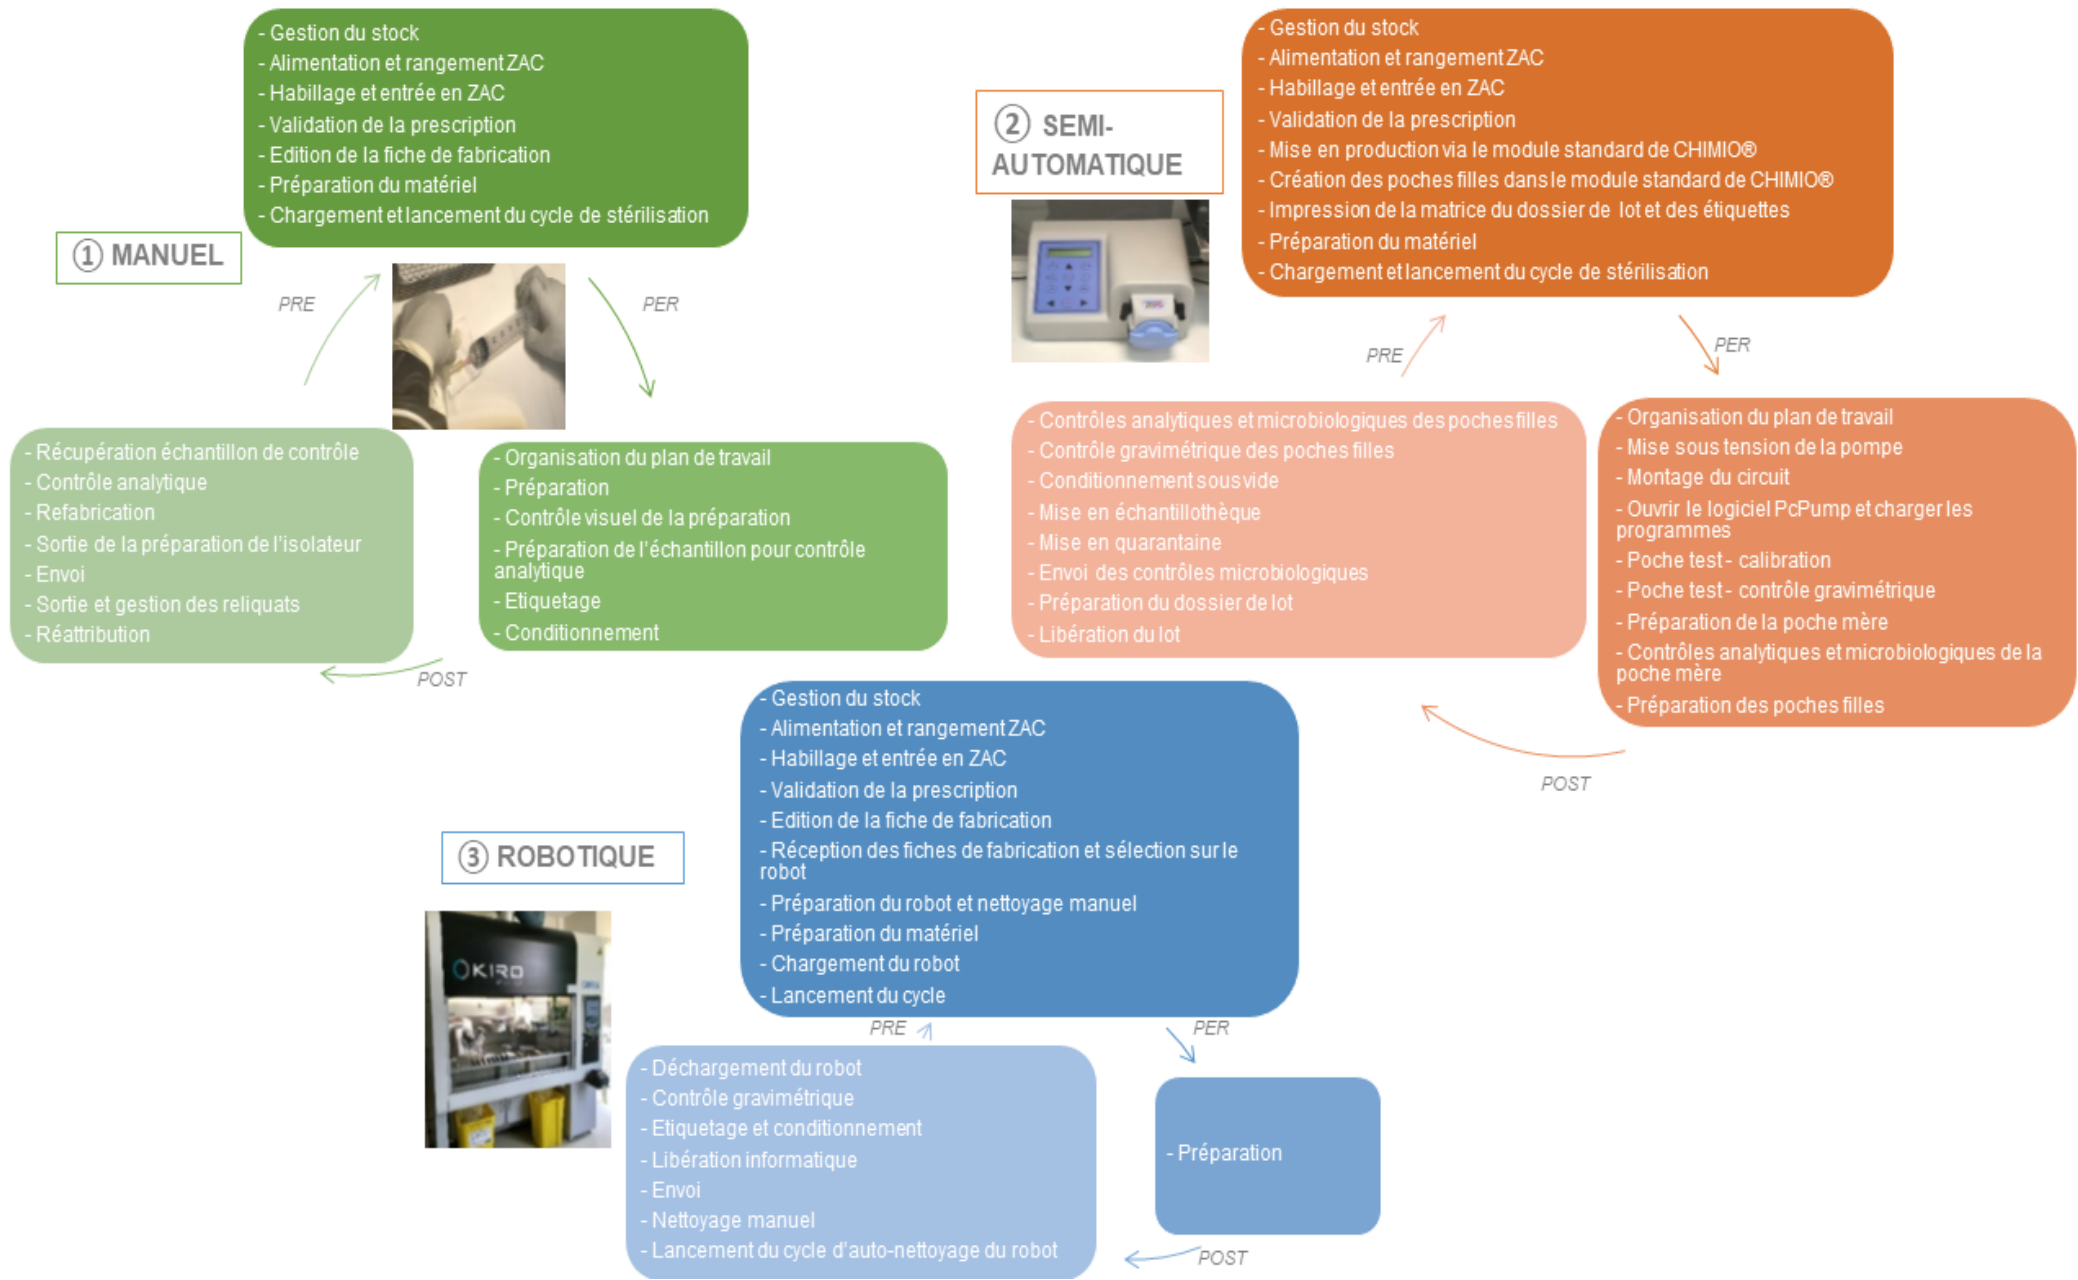 ① MANUEL
- Gestion du stock
- Alimentation et rangement ZAC
- Habillage et entrée en ZAC
- Validation de la prescription
- Edition de la fiche de fabrication
- Préparation du matériel
- Chargement et lancement du cycle de stérilisation
PRE
PER
- Organisation du plan de travail
- Préparation
- Contrôle visuel de la préparation
- Préparation de l'échantillon pour contrôle
analytique
- Etiquetage
- Conditionnement
POST
- Récupération échantillon de contrôle
- Contrôle analytique
- Refabrication
- Sortie de la préparation de l'isolateur
- Envoi
- Sortie et gestion des reliquats
- Réattribution
② SEMI-
AUTOMATIQUE
- Gestion du stock
- Alimentation et rangement ZAC
- Habillage et entrée en ZAC
- Validation de la prescription
- Mise en production via le module standard de CHIMIO®
- Création des poches filles dans le module standard de CHIMIO®
- Impression de la matrice du dossier de lot et des étiquettes
- Préparation du matériel
- Chargement et lancement du cycle de stérilisation
PRE
PER
- Organisation du plan de travail
- Mise sous tension de la pompe
- Montage du circuit
- Ouvrir le logiciel PcPump et charger les
programmes
- Poche test - calibration
- Poche test - contrôle gravimétrique
- Préparation de la poche mère
- Contrôles analytiques et microbiologiques de la
poche mère
- Préparation des poches filles
POST
- Contrôles analytiques et microbiologiques des poches filles
- Contrôle gravimétrique des poches filles
- Conditionnement sous vide
- Mise en échantillothèque
- Mise en quarantaine
- Envoi des contrôles microbiologiques
- Préparation du dossier de lot
- Libération du lot
③ ROBOTIQUE
KIRO
- Gestion du stock
- Alimentation et rangement ZAC
- Habillage et entrée en ZAC
- Validation de la prescription
- Edition de la fiche de fabrication
- Réception des fiches de fabrication et sélection sur le
robot
- Préparation du robot et nettoyage manuel
- Préparation du matériel
- Chargement du robot
- Lancement du cycle
PRE
PER
- Préparation
POST
- Déchargement du robot
- Contrôle gravimétrique
- Etiquetage et conditionnement
- Libération informatique
- Envoi
- Nettoyage manuel
- Lancement du cycle d'auto-nettoyage du robot